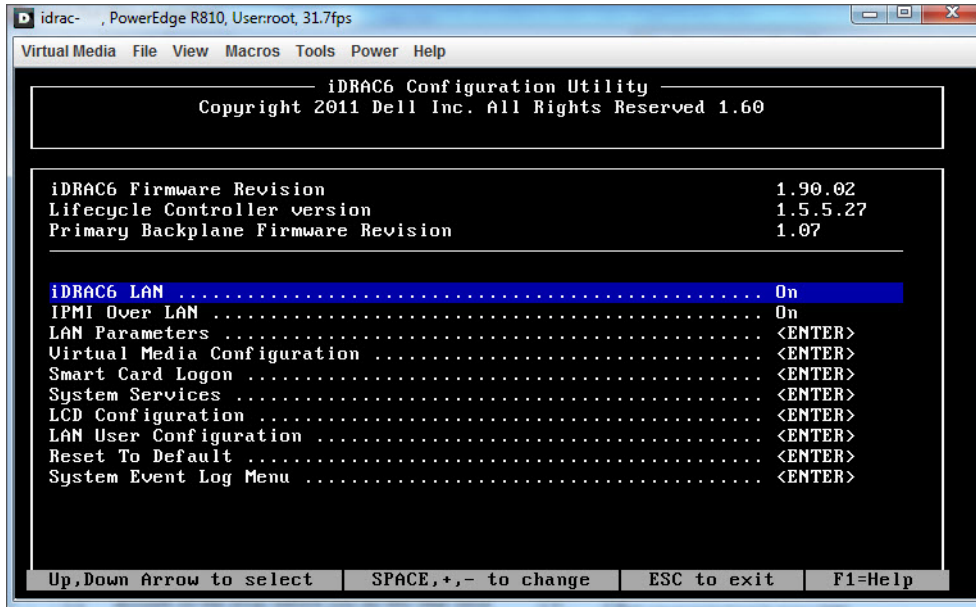 idrac- , PowerEdge R810, User:root, 31.7fps
Virtual Media File View Macros Tools Power Help
iDRAC6 Configuration Utility
Copyright 2011 Dell Inc. All Rights Reserved 1.60
iDRAC6 Firmware Revision 1.90.02
Lifecycle Controller version 1.5.5.27
Primary Backplane Firmware Revision 1.07
iDRAC6 LAN .................................................. On
IPMI Over LAN ............................................... On
LAN Parameters .............................................. <ENTER>
Virtual Media Configuration ................................. <ENTER>
Smart Card Logon ............................................ <ENTER>
System Services ............................................. <ENTER>
LCD Configuration ........................................... <ENTER>
LAN User Configuration ...................................... <ENTER>
Reset To Default ............................................ <ENTER>
System Event Log Menu ....................................... <ENTER>
Up,Down Arrow to select SPACE,+,- to change ESC to exit F1=Help